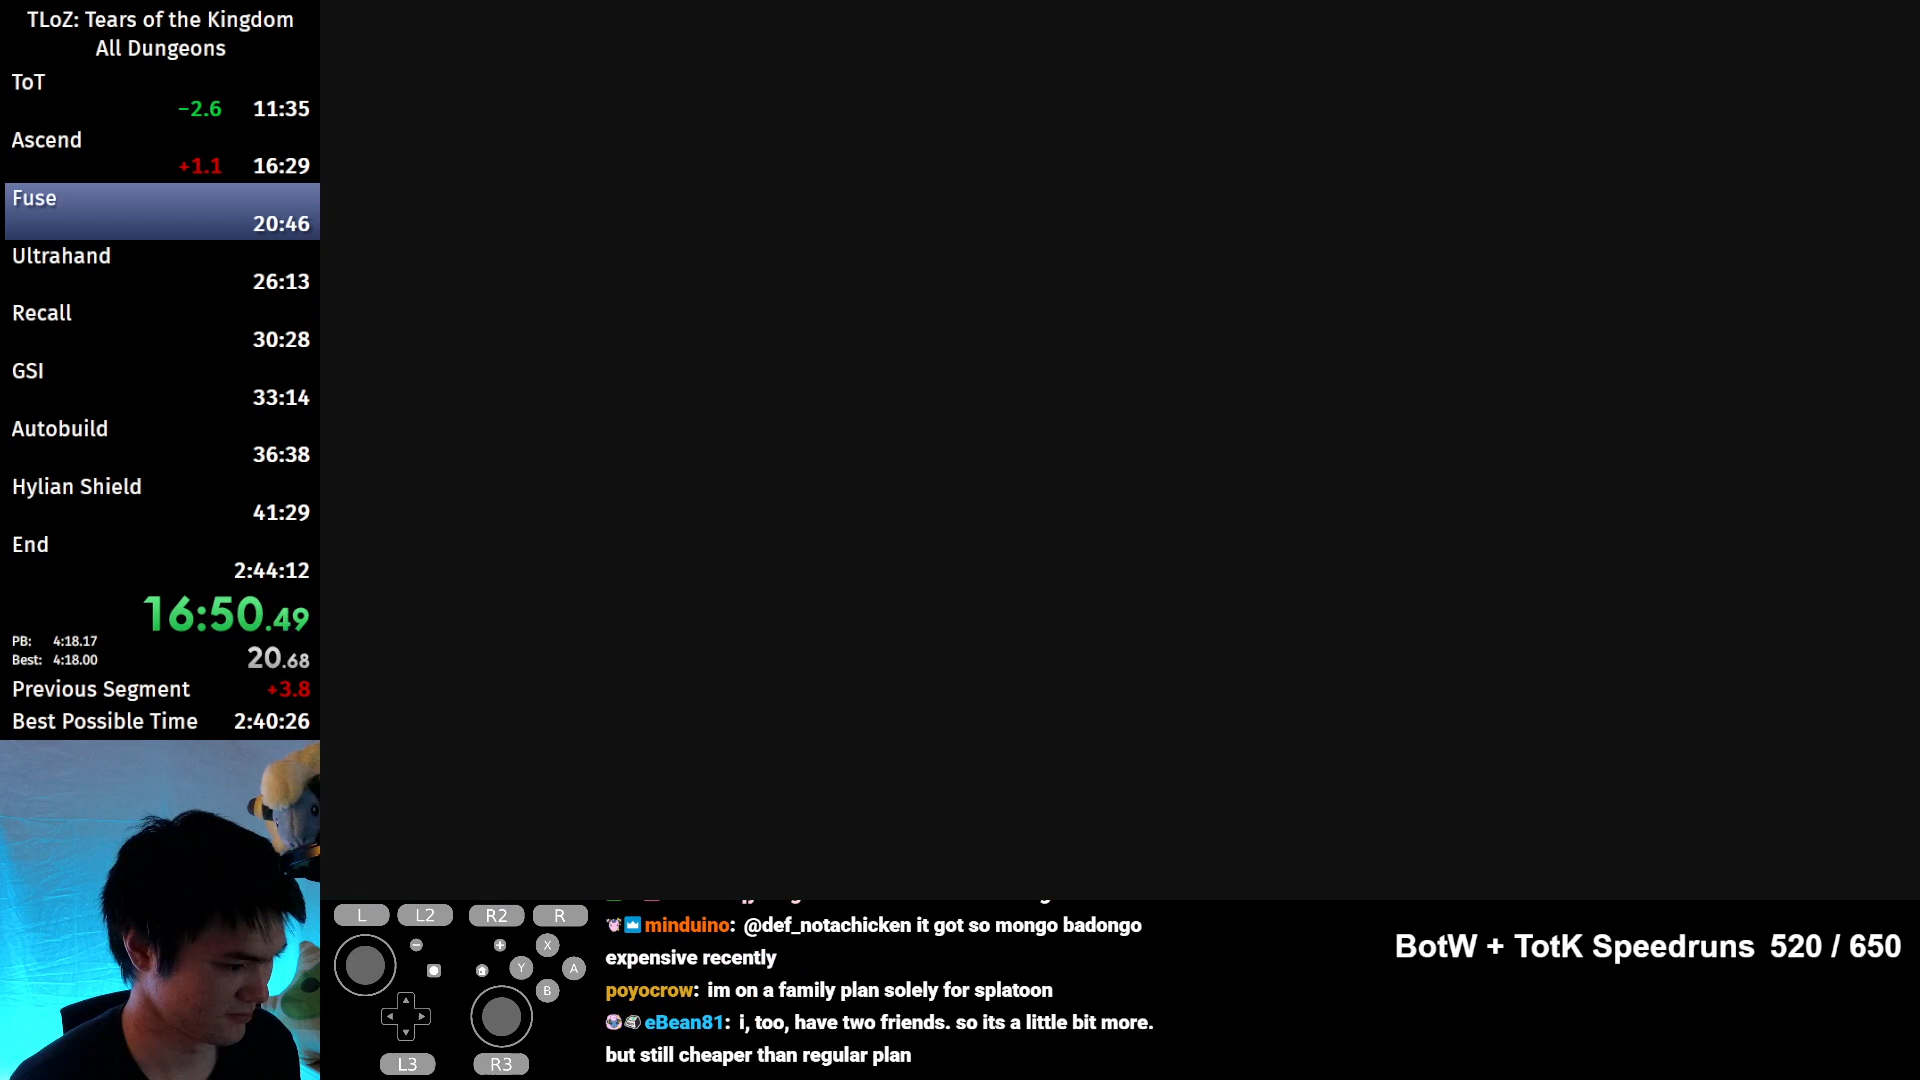 TLoZ: Tears of the Kingdom
All Dungeons
ToT
−2.6 11:35
Ascend
+1.1 16:29
Fuse
20:46
Ultrahand
26:13
Recall
30:28
GSI
33:14
Autobuild
36:38
Hylian Shield
41:29
End
2:44:12
16:50.49
PB: 4:18.17
Best: 4:18.00
20.68
Previous Segment +3.8
Best Possible Time 2:40:26
L L2 R2 R
X
Y A
B
L3 R3
minduino: @def_notachicken it got so mongo badongo
expensive recently
poyocrow: im on a family plan solely for splatoon
eBean81: i, too, have two friends. so its a little bit more.
but still cheaper than regular plan
BotW + TotK Speedruns 520 / 650